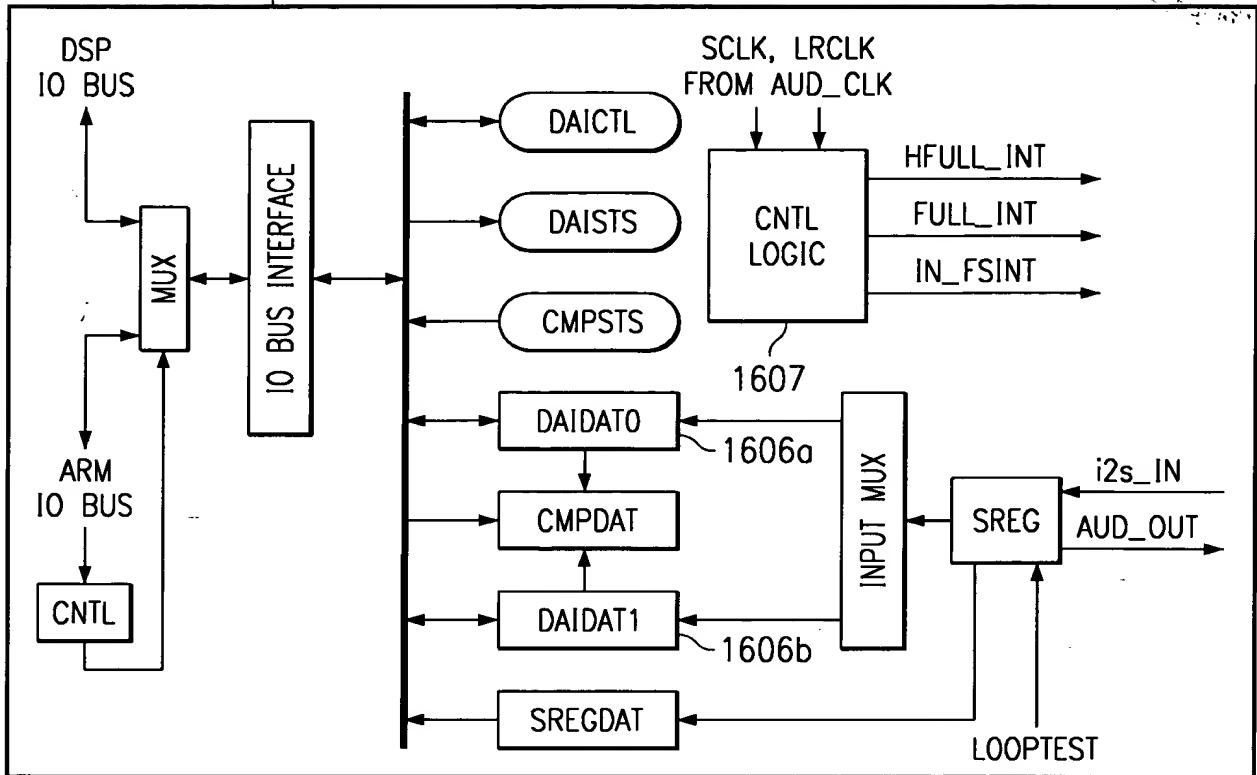 DSP
IO BUS
MUX
IO BUS INTERFACE
ARM
IO BUS
CNTL
DAICTL
DAISTS
CMPSTS
DAIDAT0
1606a
CMPDAT
DAIDAT1
1606b
SREGDAT
SCLK, LRCLK
FROM AUD_CLK
CNTL
LOGIC
1607
HFULL_INT
FULL_INT
IN_FSINT
INPUT MUX
SREG
i2s_IN
AUD_OUT
LOOPTEST